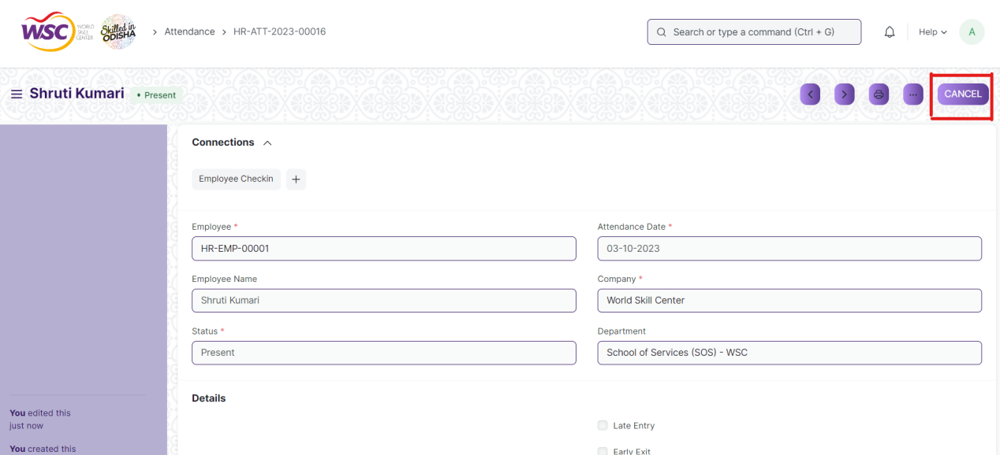 WSC WORLD SKILL CENTER
Skilled in ODISHA
> Attendance > HR-ATT-2023-00016
Search or type a command (Ctrl + G)
Help
A
Shruti Kumari
• Present
...
CANCEL
Connections
Employee Checkin +
Employee *
HR-EMP-00001
Attendance Date *
03-10-2023
Employee Name
Shruti Kumari
Company *
World Skill Center
Status *
Present
Department
School of Services (SOS) - WSC
Details
Late Entry
Early Exit
You edited this
just now
You created this